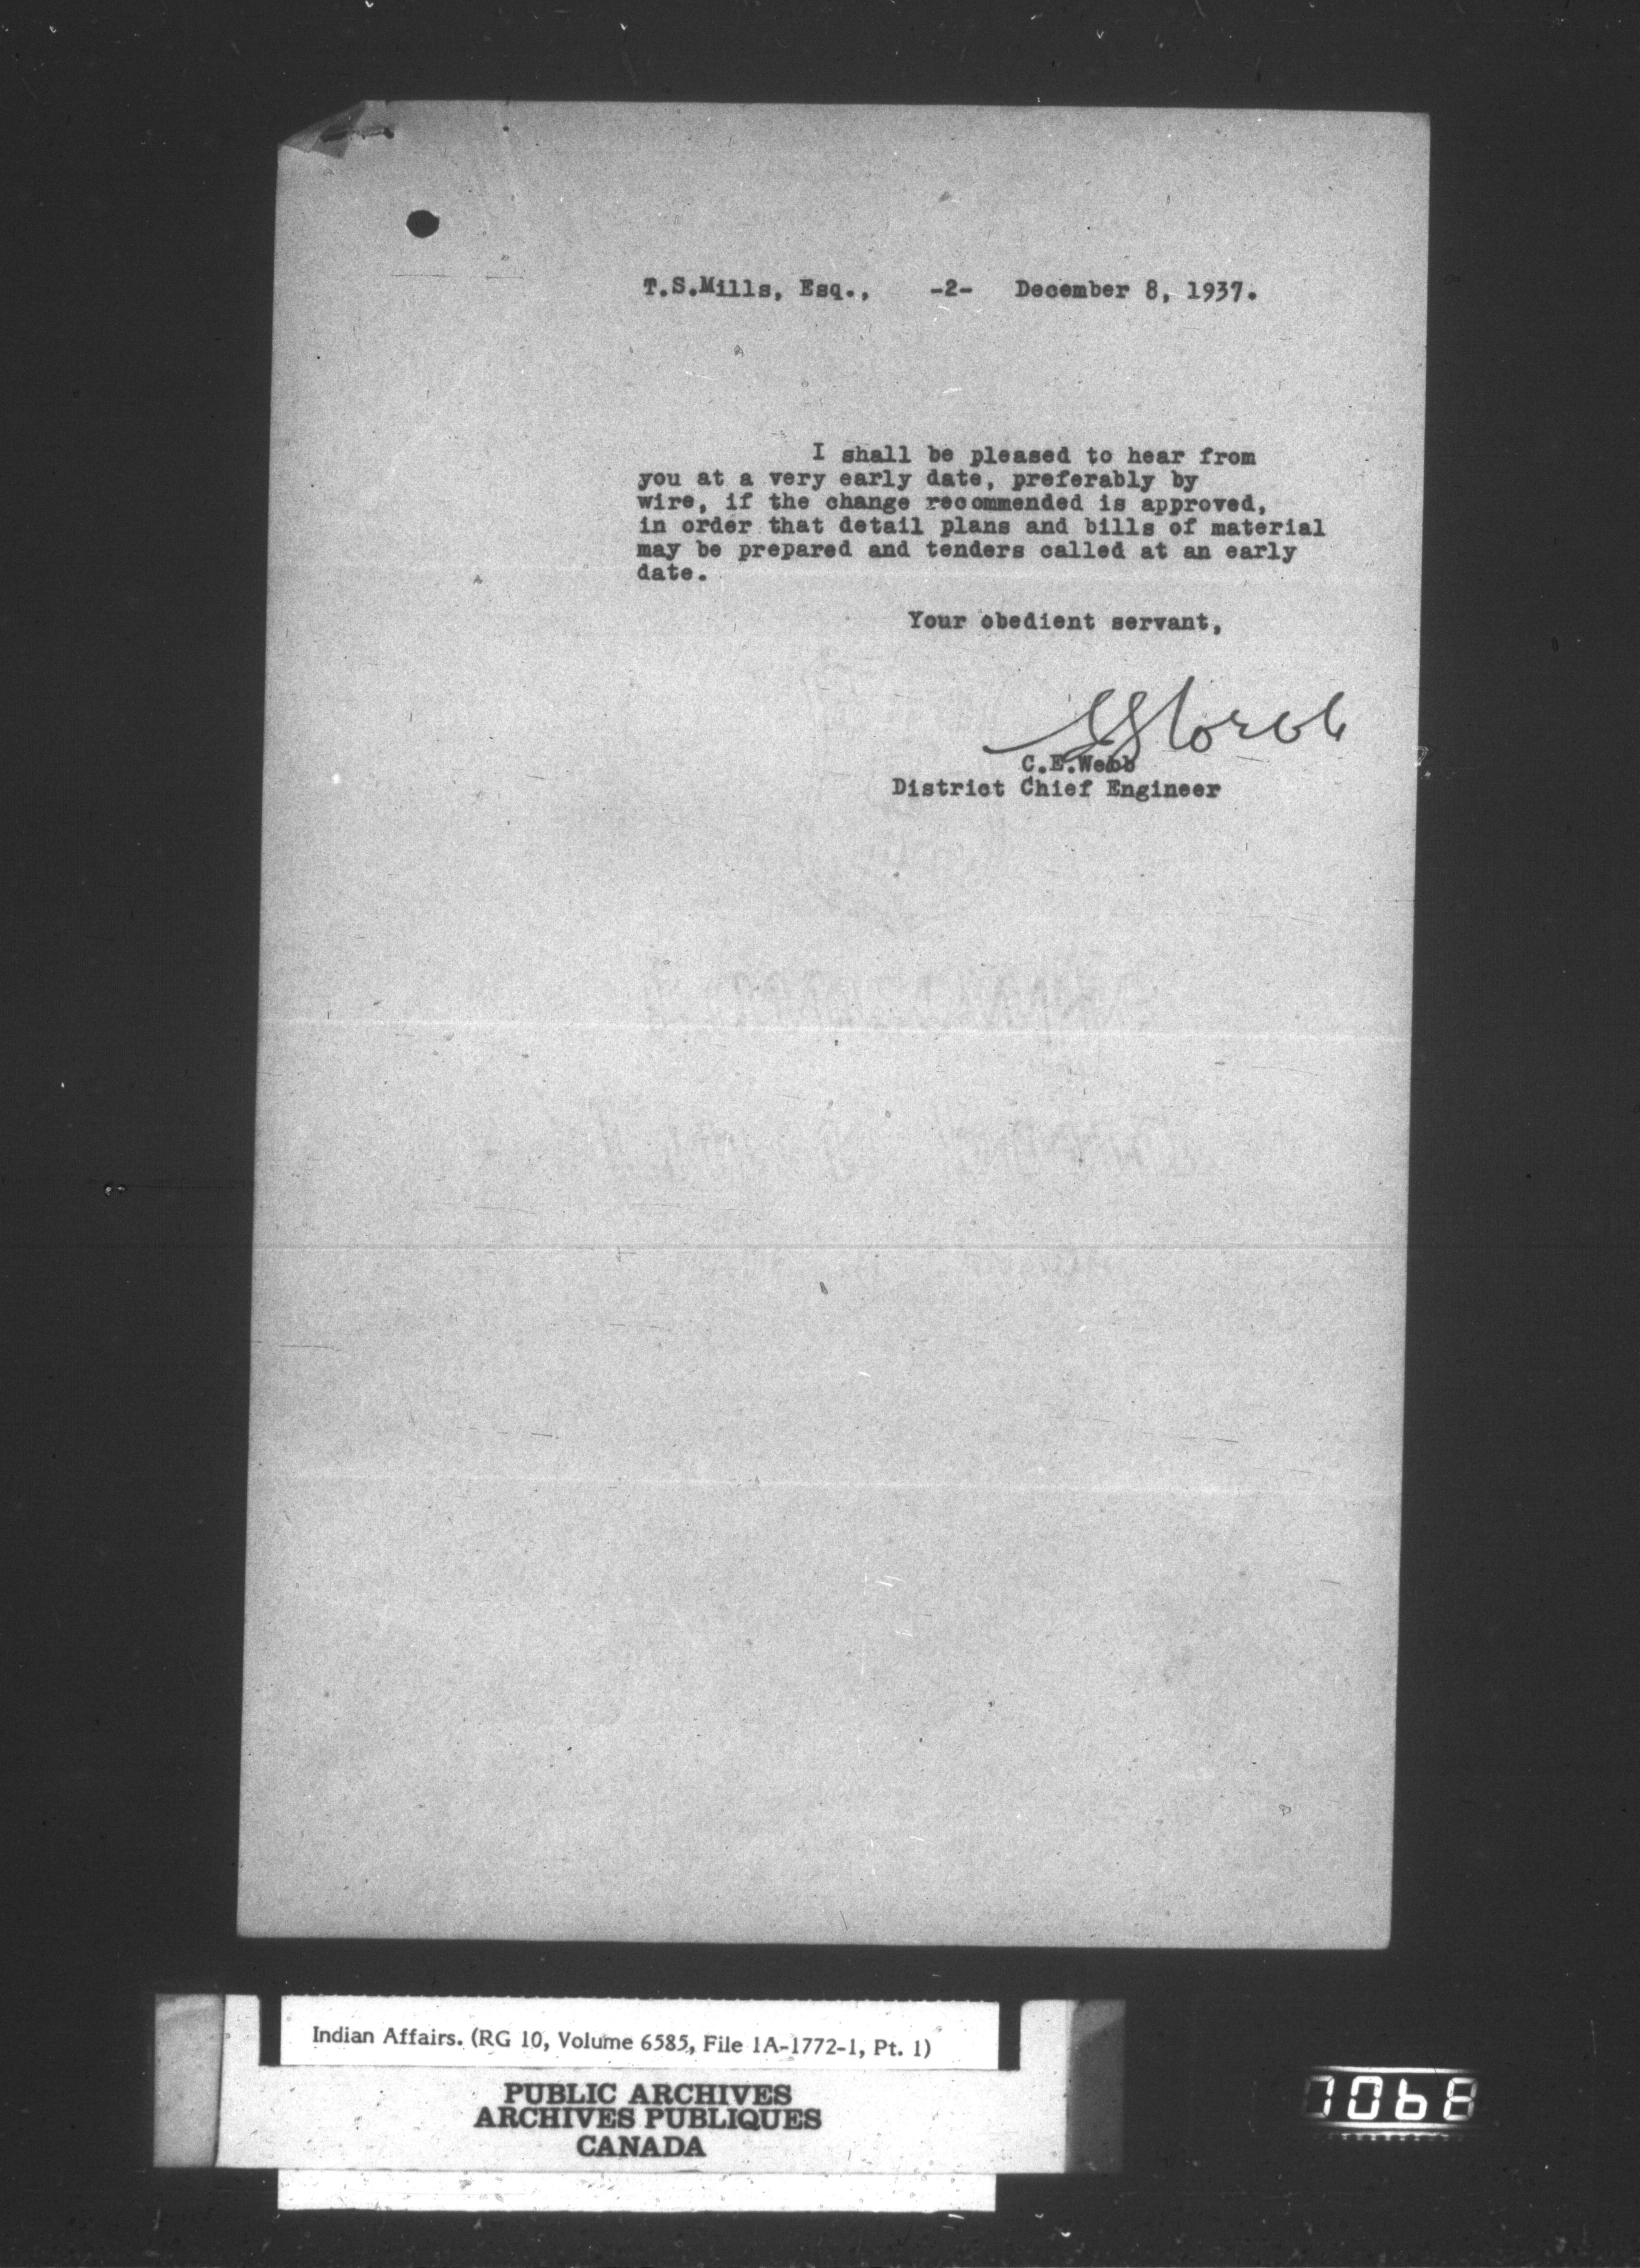 T.S.Mills, Esq., -2- December 8, 1937.
I shall be pleased to hear from
you at a very early date, preferably by
wire, if the change recommended is approved,
in order that detail plans and bills of material
may be prepared and tenders called at an early
date.
Your obedient servant,
C.E.Webb
District Chief Engineer
Indian Affairs. (RG 10, Volume 6585, File 1A-1772-1, Pt. 1)
PUBLIC ARCHIVES
ARCHIVES PUBLIQUES
CANADA